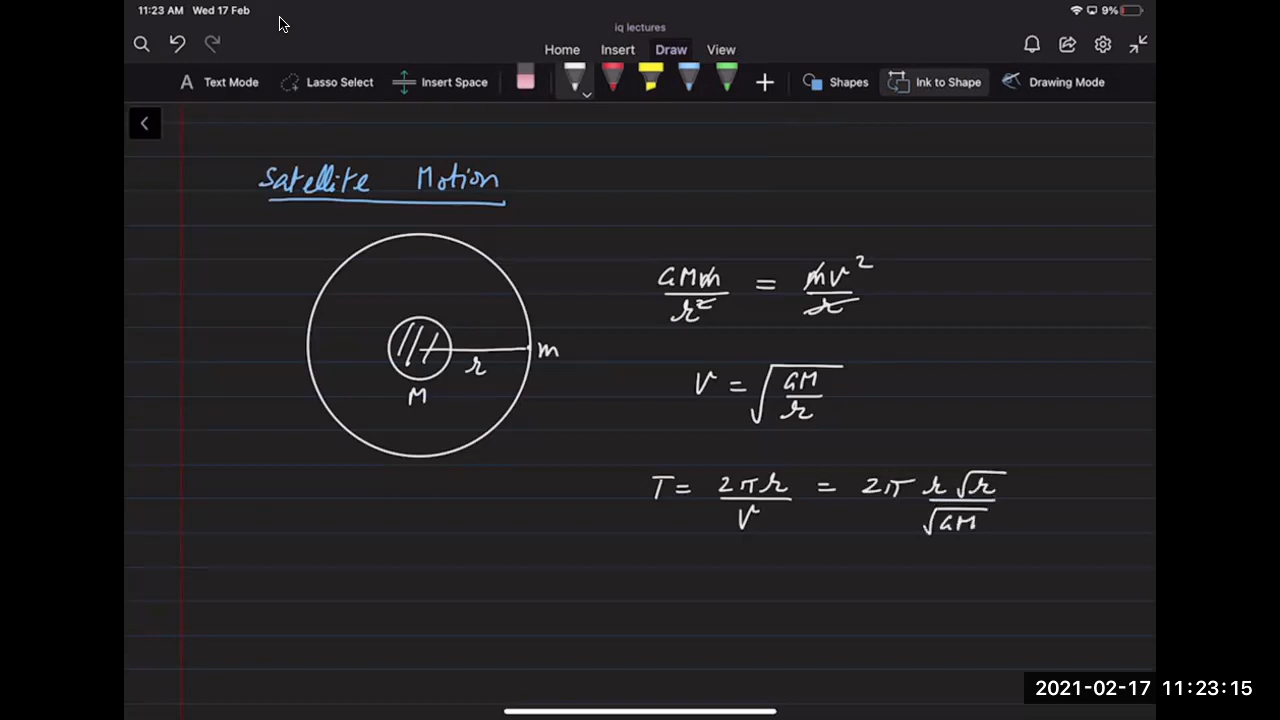 11:23 AM Wed 17 Feb
9%
iq lectures
Home Insert Draw View
Text Mode Lasso Select Insert Space Shapes Ink to Shape Drawing Mode
Satellite Motion
GMm/r² = mv²/r
m
r
M
V = √(GM/r)
T = 2πr/V = 2π r√r/√GM
2021-02-17 11:23:15